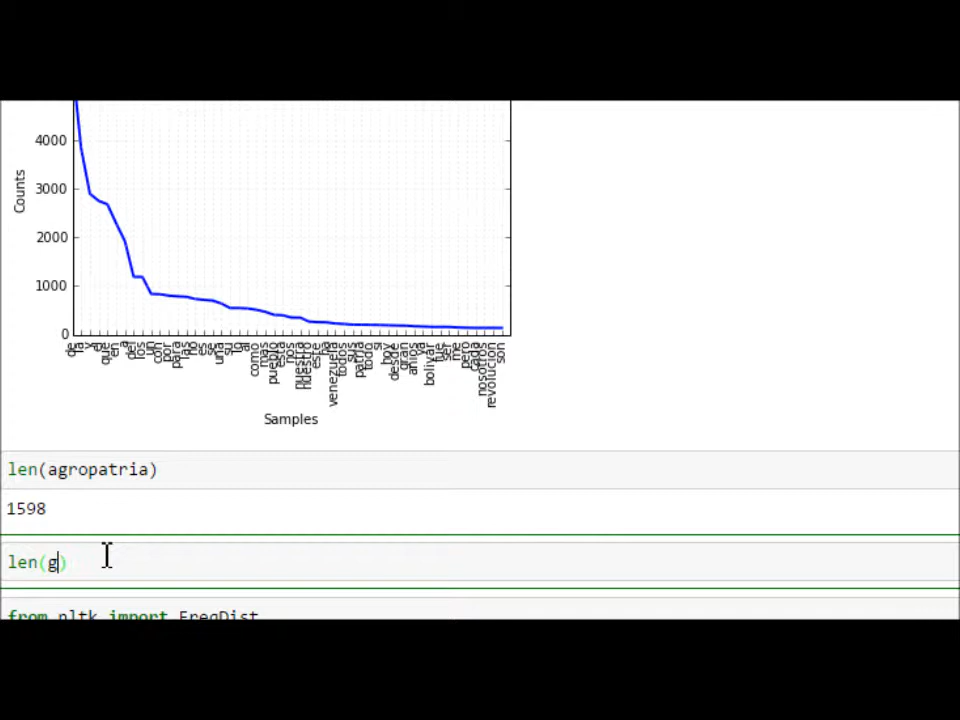 4000
3000
2000
1000
0
Counts
de
la
y
el
que
en
a
del
los
un
con
por
para
las
no
es
se
una
su
lo
al
como
mas
pueblo
esta
nos
nuestra
nuestro
este
ha
venezuela
todos
sus
patria
todo
si
hoy
desde
gran
años
ya
bolivar
fue
ser
me
pero
cada
nosotros
revolucion
son
Samples
len(agropatria)
1598
len(g)
from nltk import FreqDist